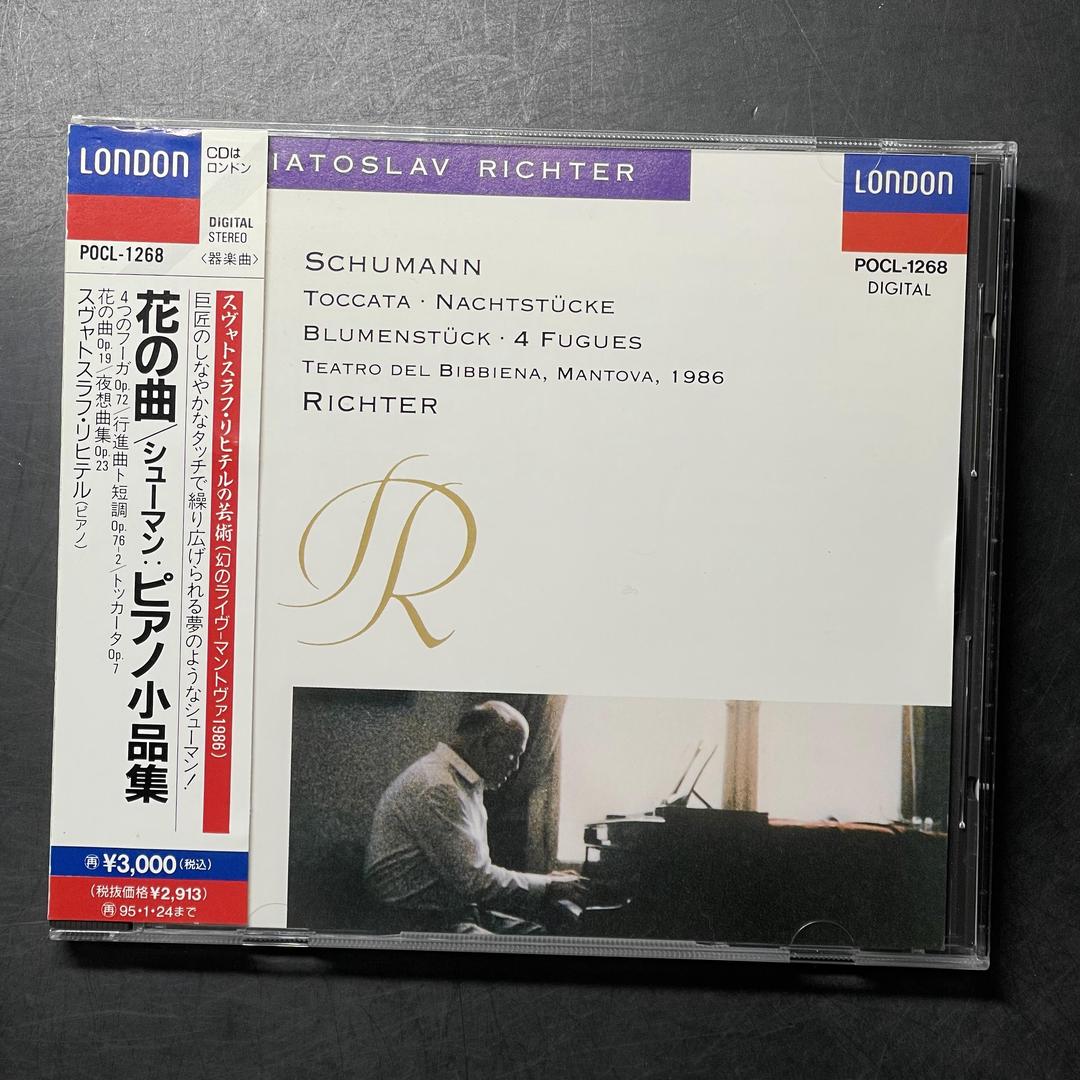 LONDON
CDは
ロンドン
DIGITAL
STEREO
POCL-1268
〈器楽曲〉
スヴャトスラフ・リヒテルの芸術(幻のライヴ-マントヴァ1986)
巨匠のしなやかなタッチで繰り広げられる夢のようなシューマン!
花の曲/シューマン:ピアノ小品集
4つのフーガOp.72/行進曲ト短調Op.76-2/トッカータOp.7
花の曲Op.19/夜想曲集Op.23
スヴャトスラフ・リヒテル(ピアノ)
再 ¥3,000(税込)
(税抜価格¥2,913)
再 95・1・24まで
IATOSLAV RICHTER
LONDON
POCL-1268
DIGITAL
SCHUMANN
TOCCATA · NACHTSTÜCKE
BLUMENSTÜCK · 4 FUGUES
TEATRO DEL BIBBIENA, MANTOVA, 1986
RICHTER
R